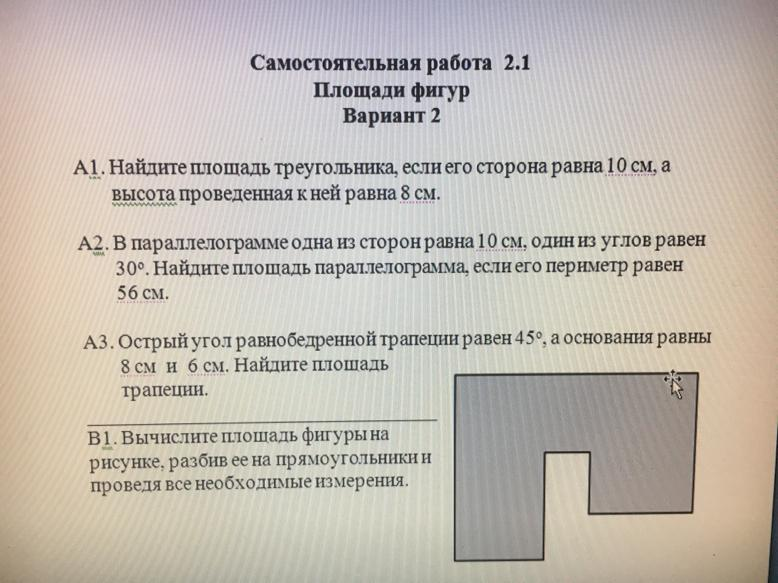 Самостоятельная работа 2.1
Площади фигур
Вариант 2
А1. Найдите площадь треугольника, если его сторона равна 10 см, а
высота проведенная к ней равна 8 см.
А2. В параллелограмме одна из сторон равна 10 см, один из углов равен
30°. Найдите площадь параллелограмма, если его периметр равен
56 см.
А3. Острый угол равнобедренной трапеции равен 45°, а основания равны
8 см и 6 см. Найдите площадь
трапеции.
В1. Вычислите площадь фигуры на
рисунке, разбив ее на прямоугольники и
проведя все необходимые измерения.